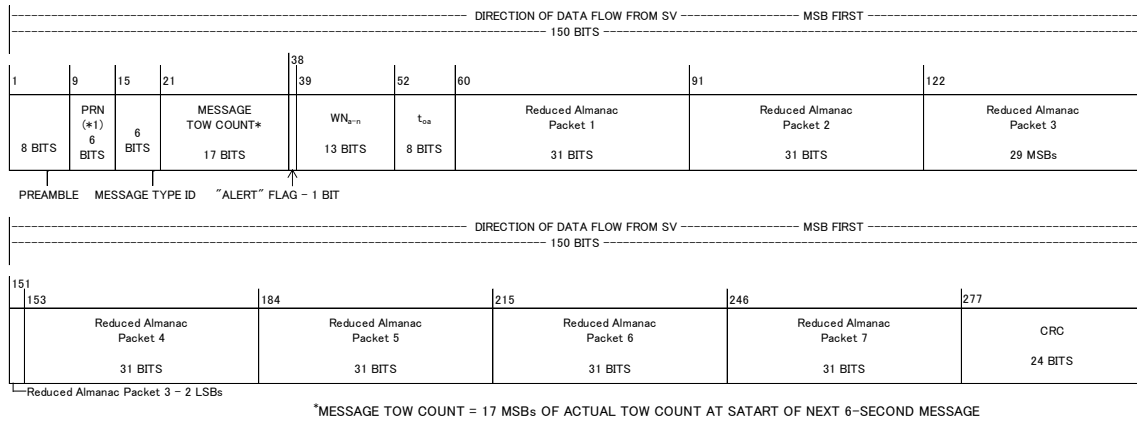 DIRECTION OF DATA FLOW FROM SV MSB FIRST
150 BITS
38
1 9 15 21 39 52 60 91 122
PRN MESSAGE WNa-n toa Reduced Almanac Reduced Almanac Reduced Almanac
(*1) 6 TOW COUNT* Packet 1 Packet 2 Packet 3
8 BITS 6 BITS BITS 17 BITS 13 BITS 8 BITS 31 BITS 31 BITS 29 MSBs
PREAMBLE MESSAGE TYPE ID "ALERT" FLAG - 1 BIT
DIRECTION OF DATA FLOW FROM SV MSB FIRST
150 BITS
151
153 184 215 246 277
Reduced Almanac Reduced Almanac Reduced Almanac Reduced Almanac CRC
Packet 4 Packet 5 Packet 6 Packet 7
31 BITS 31 BITS 31 BITS 31 BITS 24 BITS
Reduced Almanac Packet 3 - 2 LSBs
*MESSAGE TOW COUNT = 17 MSBs OF ACTUAL TOW COUNT AT SATART OF NEXT 6-SECOND MESSAGE